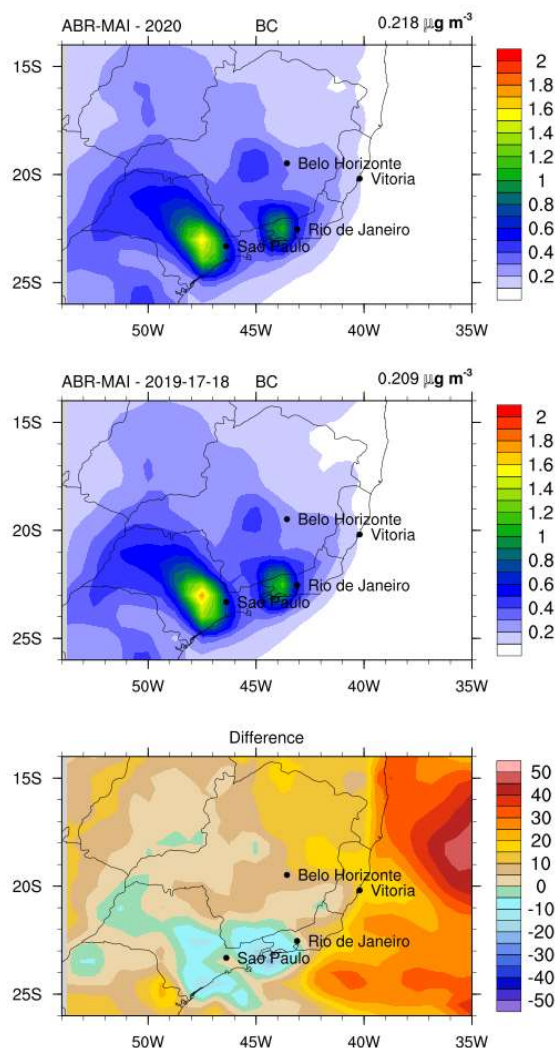 ABR-MAI - 2020 BC 0.218 µg m-3
15S
20S
25S
50W 45W 40W 35W
Belo Horizonte
Vitoria
Rio de Janeiro
Sao Paulo
2
1.8
1.6
1.4
1.2
1
0.8
0.6
0.4
0.2
ABR-MAI - 2019-17-18 BC 0.209 µg m-3
15S
20S
25S
50W 45W 40W 35W
Belo Horizonte
Vitoria
Rio de Janeiro
Sao Paulo
2
1.8
1.6
1.4
1.2
1
0.8
0.6
0.4
0.2
Difference
15S
20S
25S
50W 45W 40W 35W
Belo Horizonte
Vitoria
Rio de Janeiro
Sao Paulo
50
40
30
20
10
0
-10
-20
-30
-40
-50